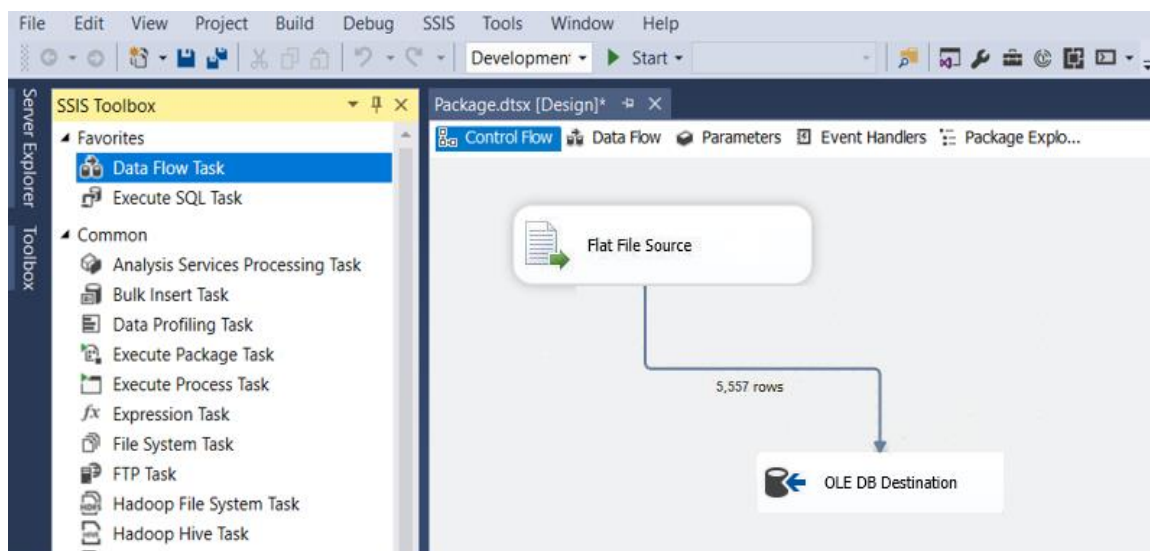 File Edit View Project Build Debug SSIS Tools Window Help
Start
Server Explorer
Toolbox
SSIS Toolbox
Favorites
Data Flow Task
Execute SQL Task
Common
Analysis Services Processing Task
Bulk Insert Task
Data Profiling Task
Execute Package Task
Execute Process Task
fx Expression Task
File System Task
FTP Task
Hadoop File System Task
Hadoop Hive Task
Package.dtsx [Design]*
Control Flow Data Flow Parameters Event Handlers Package Explo...
Flat File Source
5,557 rows
OLE DB Destination